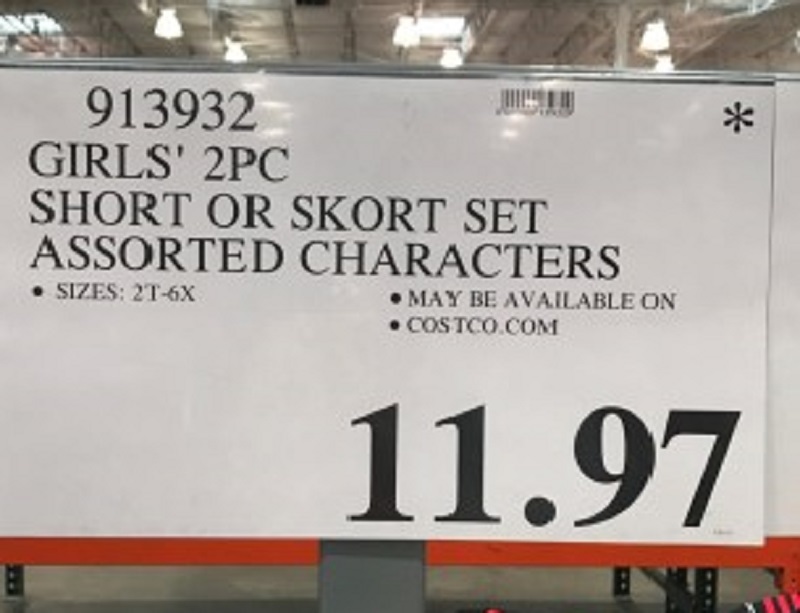 913932
*
GIRLS' 2PC
SHORT OR SKORT SET
ASSORTED CHARACTERS
• SIZES: 2T-6X
• MAY BE AVAILABLE ON
• COSTCO.COM
11.97